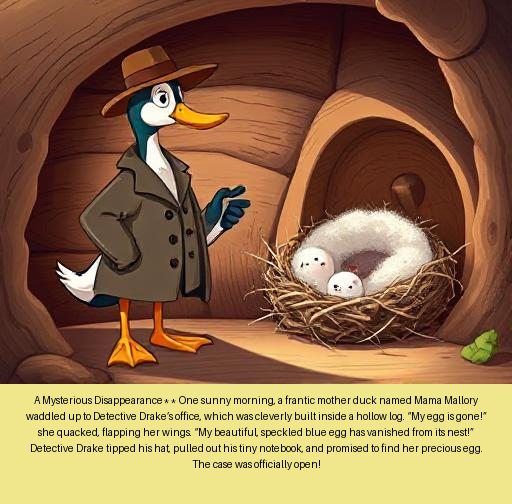 A Mysterious Disappearance ** One sunny morning, a frantic mother duck named Mama Mallory
waddled up to Detective Drake's office, which was cleverly built inside a hollow log. "My egg is gone!"
she quacked, flapping her wings. "My beautiful, speckled blue egg has vanished from its nest!"
Detective Drake tipped his hat, pulled out his tiny notebook, and promised to find her precious egg.
The case was officially open!